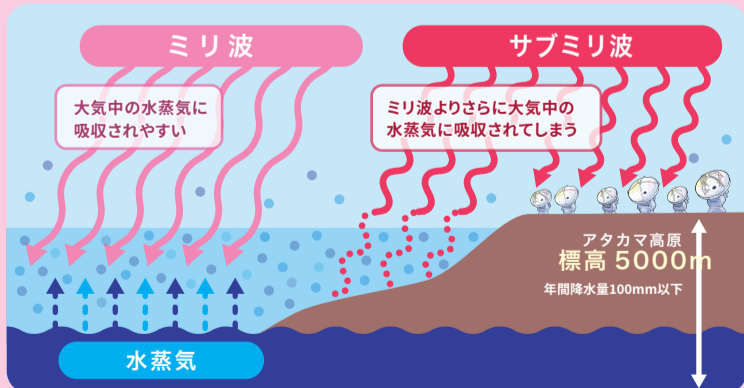 ミリ波
サブミリ波
大気中の水蒸気に
吸収されやすい
ミリ波よりさらに大気中の
水蒸気に吸収されてしまう
アタカマ高原
標高 5000m
年間降水量100mm以下
水蒸気